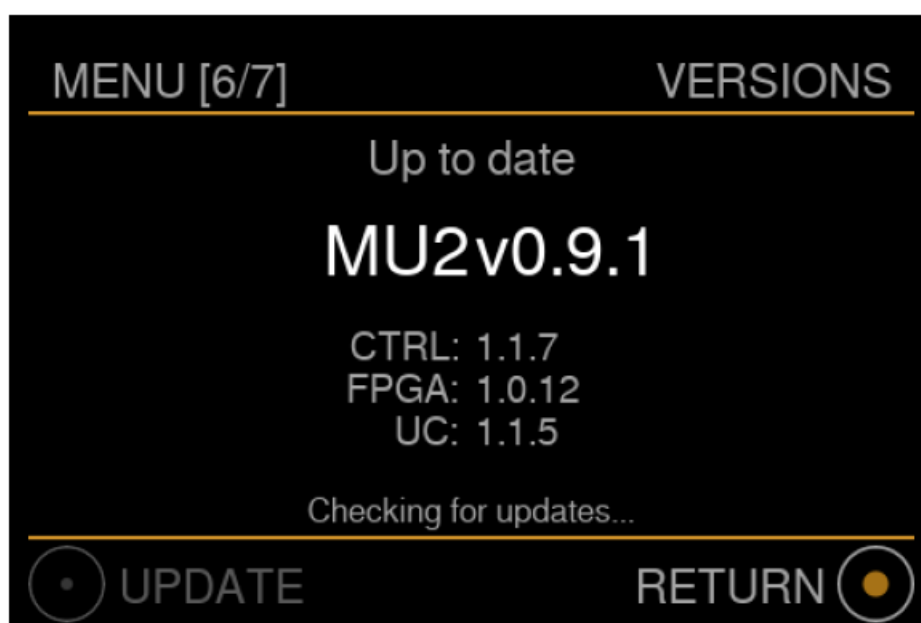 MENU [6/7] VERSIONS
Up to date
MU2v0.9.1
CTRL: 1.1.7
FPGA: 1.0.12
UC: 1.1.5
Checking for updates...
UPDATE RETURN